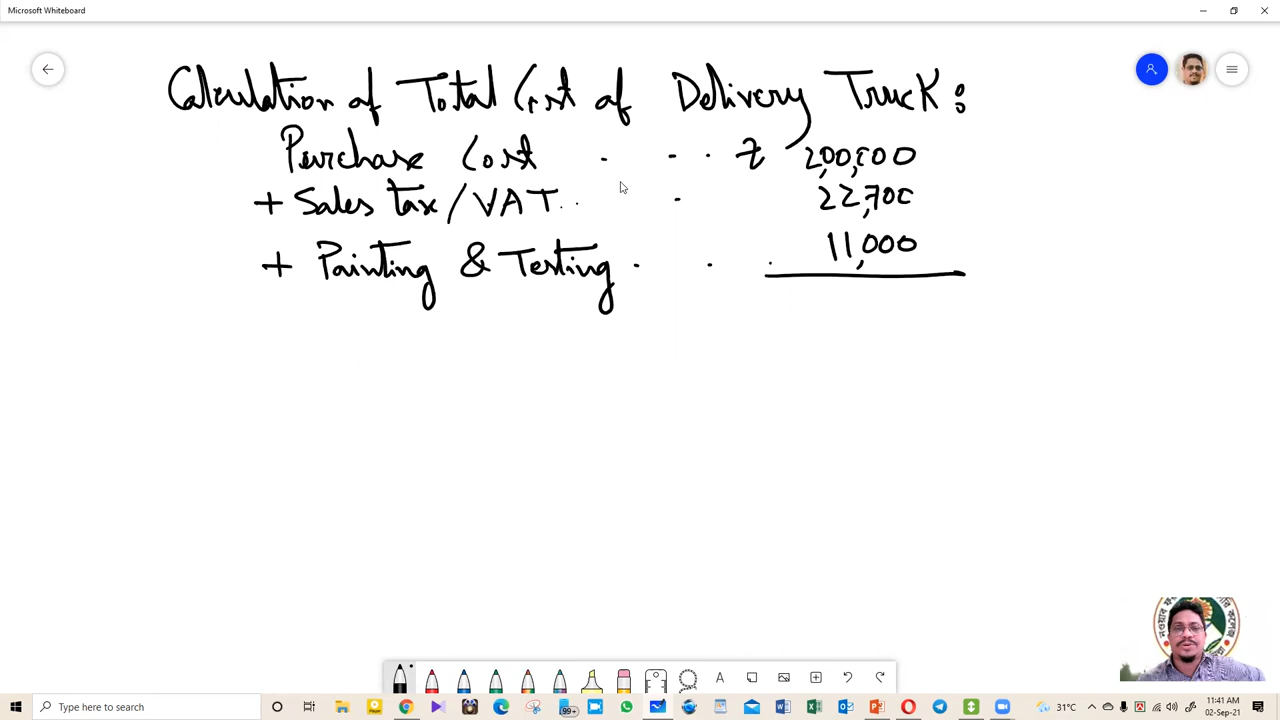 Microsoft Whiteboard
Calculation of Total Cost of Delivery Truck:
Purchase Cost . . . . ৳ 200,000
+ Sales tax/VAT . . . 22,700
+ Painting & Testing . . . 11,000
A
99+
Type here to search
31°C
11:41 AM
02-Sep-21